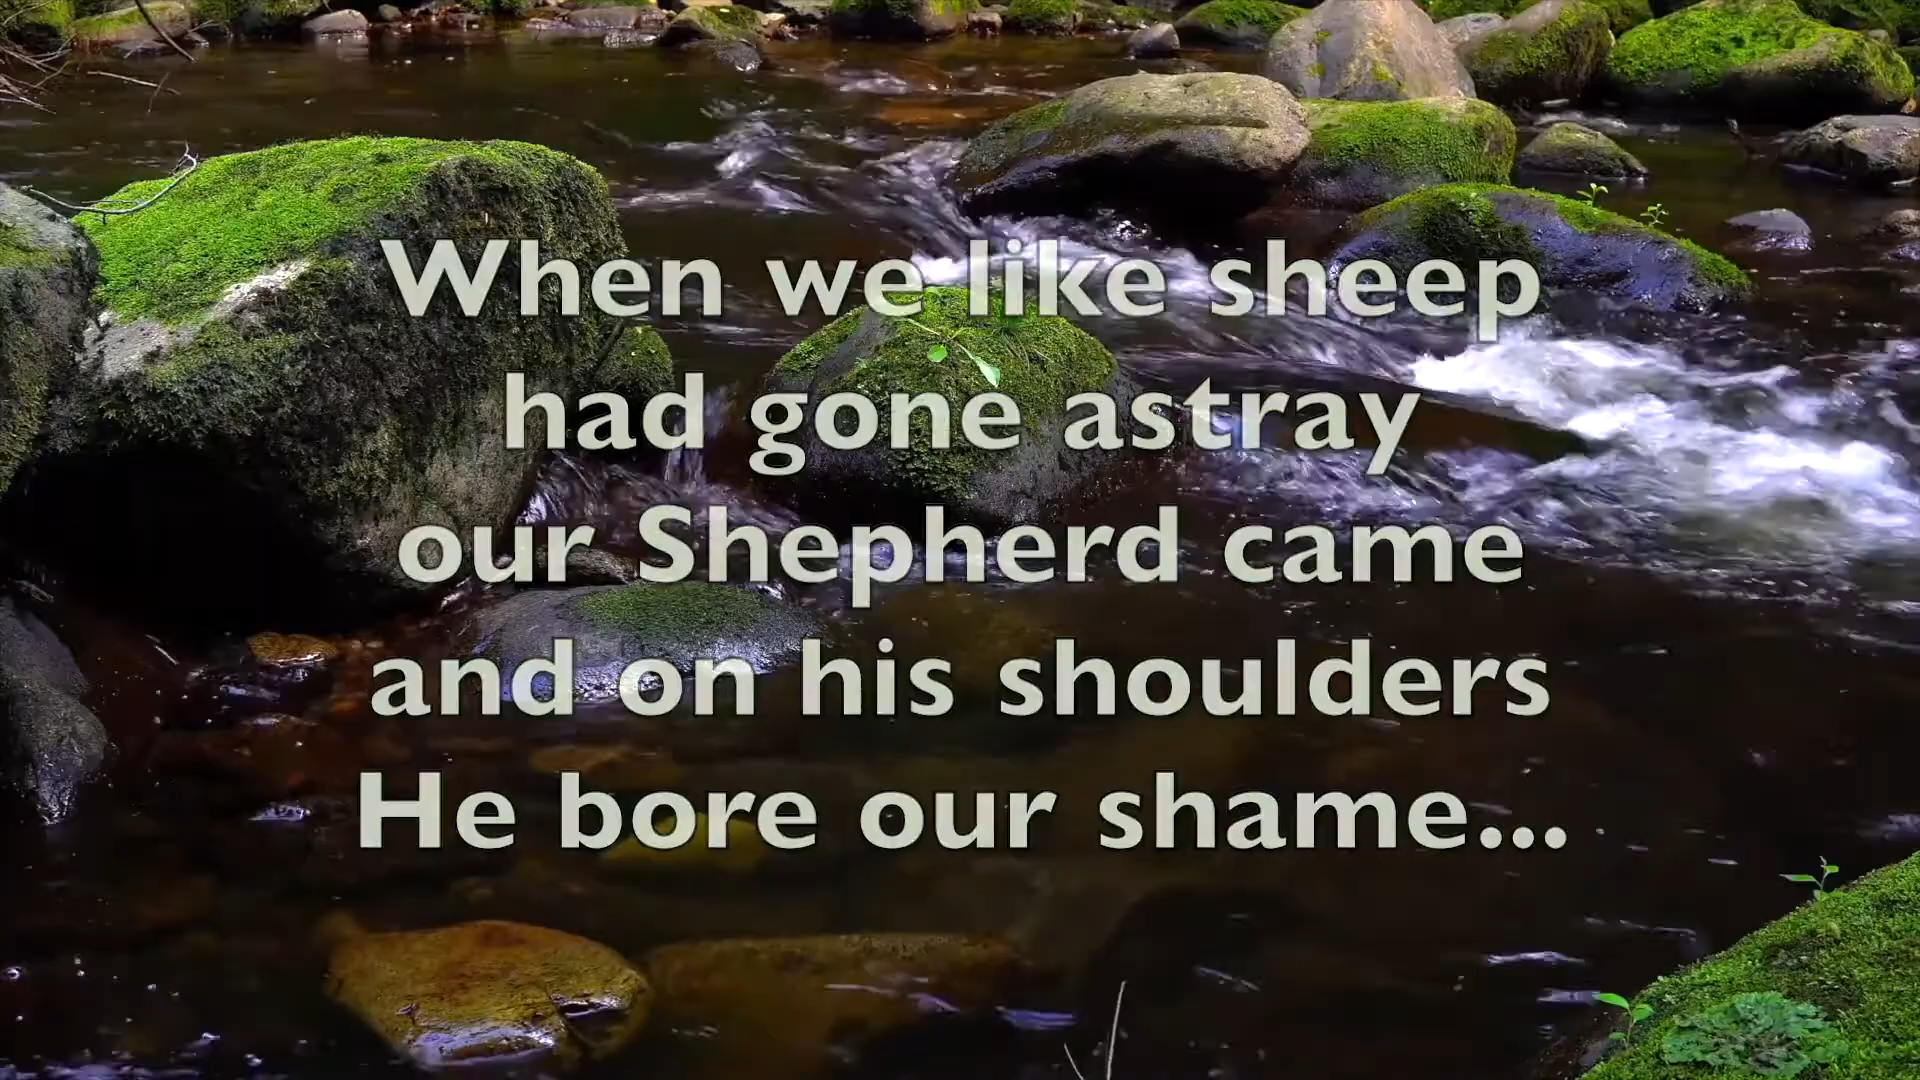 When we like sheep
had gone astray
our Shepherd came
and on his shoulders
He bore our shame...